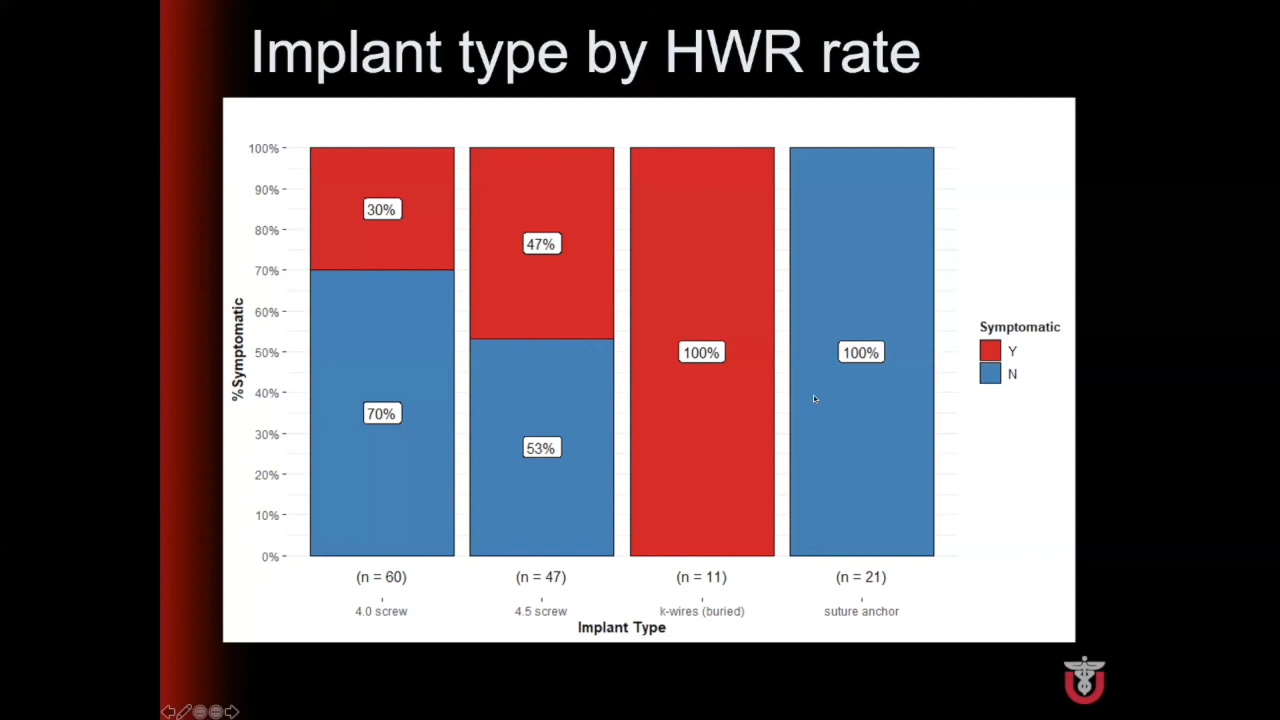 Implant type by HWR rate
100%
90%
80%
70%
60%
50%
40%
30%
20%
10%
0%
%Symptomatic
30%
70%
47%
53%
100%
100%
(n = 60)
(n = 47)
(n = 11)
(n = 21)
4.0 screw
4.5 screw
k-wires (buried)
suture anchor
Implant Type
Symptomatic
Y
N